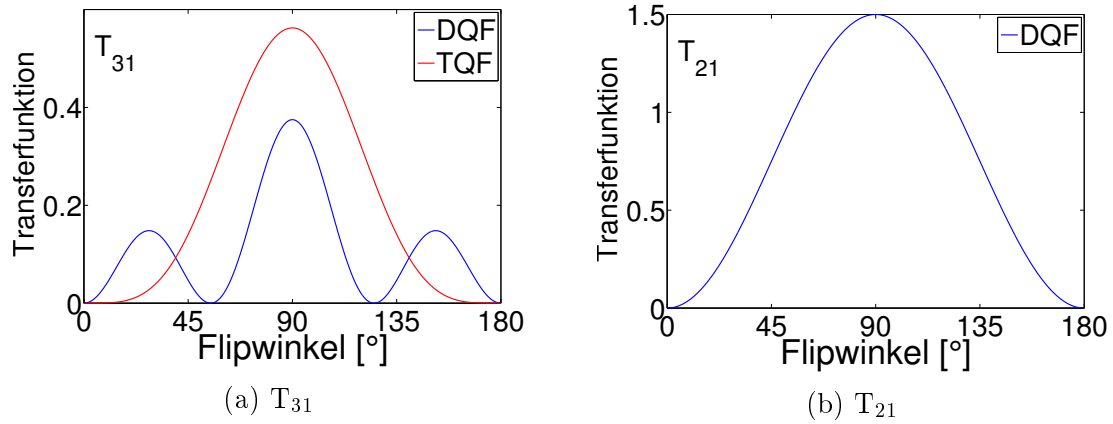 T31
DQF
TQF
Transferfunktion
0.4
0.2
0
0 45 90 135 180
Flipwinkel [°]
(a) T31
T21
DQF
Transferfunktion
1.5
1
0.5
0
0 45 90 135 180
Flipwinkel [°]
(b) T21